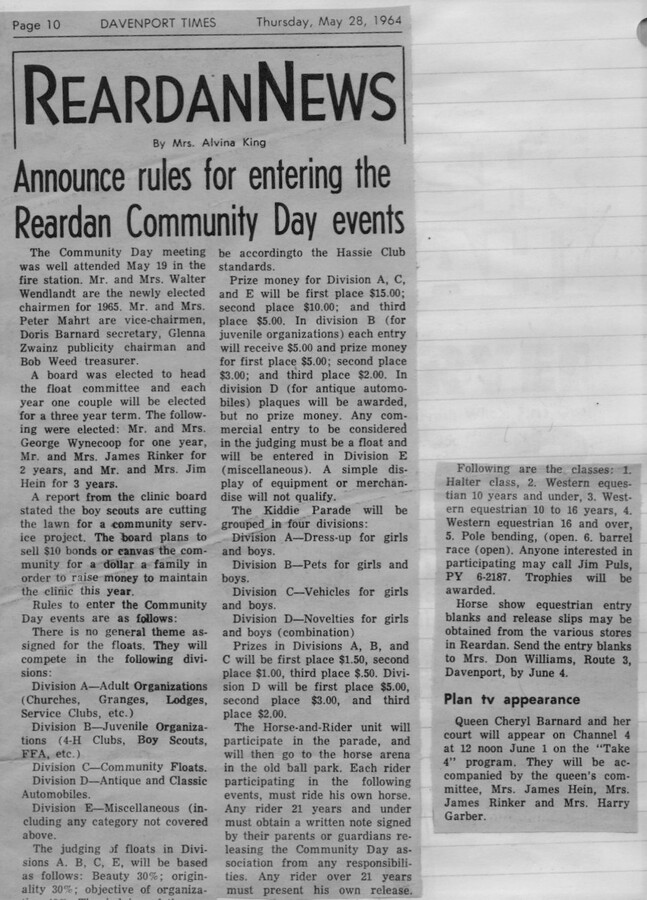 Page 10 DAVENPORT TIMES Thursday, May 28, 1964
REARDANNEWS
By Mrs. Alvina King
Announce rules for entering the
Reardan Community Day events
The Community Day meeting
was well attended May 19 in the
fire station. Mr. and Mrs. Walter
Wendlandt are the newly elected
chairmen for 1965. Mr. and Mrs.
Peter Mahrt are vice-chairmen,
Doris Barnard secretary, Glenna
Zwainz publicity chairman and
Bob Weed treasurer.
A board was elected to head
the float committee and each
year one couple will be elected
for a three year term. The follow-
ing were elected: Mr. and Mrs.
George Wynecoop for one year,
Mr. and Mrs. James Rinker for
2 years, and Mr. and Mrs. Jim
Hein for 3 years.
A report from the clinic board
stated the boy scouts are cutting
the lawn for a community serv-
ice project. The board plans to
sell $10 bonds or canvas the com-
munity for a dollar a family in
order to raise money to maintain
the clinic this year.
Rules to enter the Community
Day events are as follows:
There is no general theme as-
signed for the floats. They will
compete in the following divi-
sions:
Division A—Adult Organizations
(Churches, Granges, Lodges,
Service Clubs, etc.)
Division B—Juvenile Organiza-
tions (4-H Clubs, Boy Scouts,
FFA, etc.)
Division C—Community Floats.
Division D—Antique and Classic
Automobiles.
Division E—Miscellaneous (in-
cluding any category not covered
above.
The judging of floats in Divi-
sions A. B, C, E, will be based
as follows: Beauty 30%; origin-
ality 30%; objective of organiza-
be accordingto the Hassie Club
standards.
Prize money for Division A, C,
and E will be first place $15.00;
second place $10.00; and third
place $5.00. In division B (for
juvenile organizations) each entry
will receive $5.00 and prize money
for first place $5.00; second place
$3.00; and third place $2.00. In
division D (for antique automo-
biles) plaques will be awarded,
but no prize money. Any com-
mercial entry to be considered
in the judging must be a float and
will be entered in Division E
(miscellaneous). A simple dis-
play of equipment or merchan-
dise will not qualify.
The Kiddie Parade will be
grouped in four divisions:
Division A—Dress-up for girls
and boys.
Division B—Pets for girls and
boys.
Division C—Vehicles for girls
and boys.
Division D—Novelties for girls
and boys (combination)
Prizes in Divisions A, B, and
C will be first place $1.50, second
place $1.00, third place $.50. Divi-
sion D will be first place $5.00,
second place $3.00, and third
place $2.00.
The Horse-and-Rider unit will
participate in the parade, and
will then go to the horse arena
in the old ball park. Each rider
participating in the following
events, must ride his own horse.
Any rider 21 years and under
must obtain a written note signed
by their parents or guardians re-
leasing the Community Day as-
sociation from any responsibili-
ties. Any rider over 21 years
must present his own release.
Following are the classes: 1.
Halter class, 2. Western eques-
tian 10 years and under, 3. West-
ern equestrian 10 to 16 years, 4.
Western equestrian 16 and over,
5. Pole bending, (open. 6. barrel
race (open). Anyone interested in
participating may call Jim Puls,
PY 6-2187. Trophies will be
awarded.
Horse show equestrian entry
blanks and release slips may be
obtained from the various stores
in Reardan. Send the entry blanks
to Mrs. Don Williams, Route 3,
Davenport, by June 4.
Plan tv appearance
Queen Cheryl Barnard and her
court will appear on Channel 4
at 12 noon June 1 on the "Take
4" program. They will be ac-
companied by the queen's com-
mittee, Mrs. James Hein, Mrs.
James Rinker and Mrs. Harry
Garber.